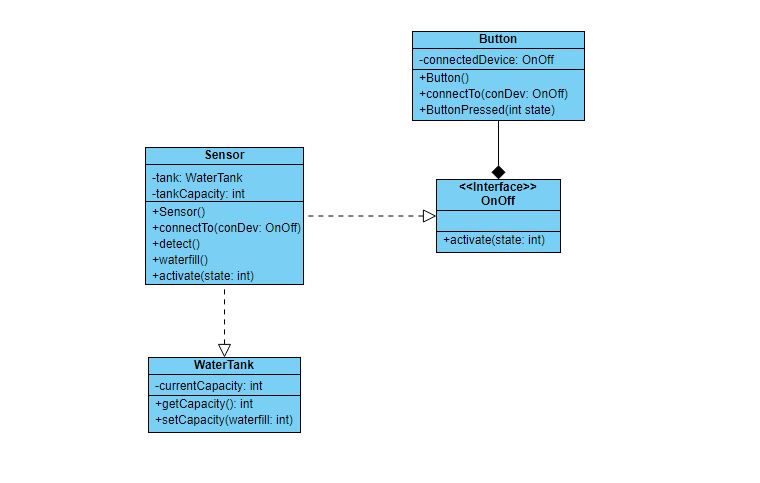 Button
-connectedDevice: OnOff
+Button()
+connectTo(conDev: OnOff)
+ButtonPressed(int state)
Sensor
-tank: WaterTank
-tankCapacity: int
+Sensor()
+connectTo(conDev: OnOff)
+detect()
+waterfill()
+activate(state: int)
<<Interface>>
OnOff
+activate(state: int)
WaterTank
-currentCapacity: int
+getCapacity(): int
+setCapacity(waterfill: int)